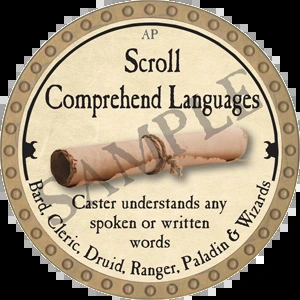 AP
Scroll
Comprehend Languages
SAMPLE
Caster understands any
spoken or written
words
Bard, Cleric, Druid, Ranger, Paladin & Wizards